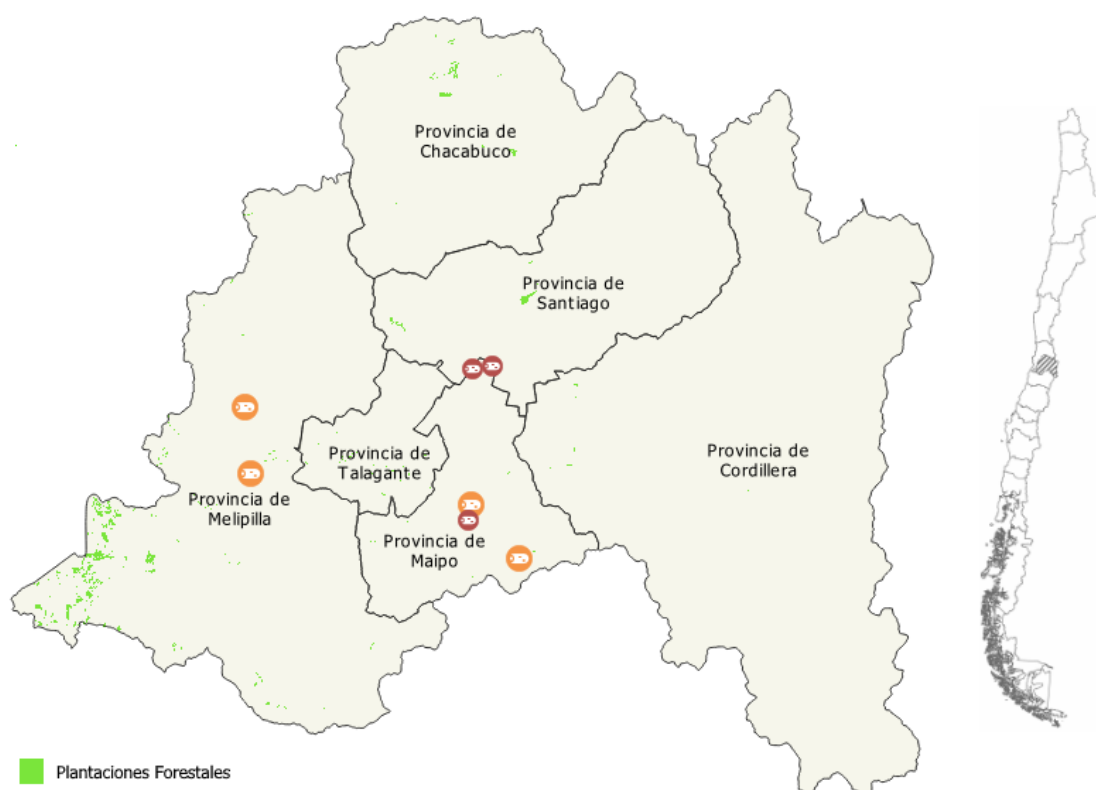 Provincia de
Chacabuco
Provincia de
Santiago
Provincia de
Cordillera
Provincia de
Talagante
Provincia de
Melipilla
Provincia de
Maipo
Plantaciones Forestales